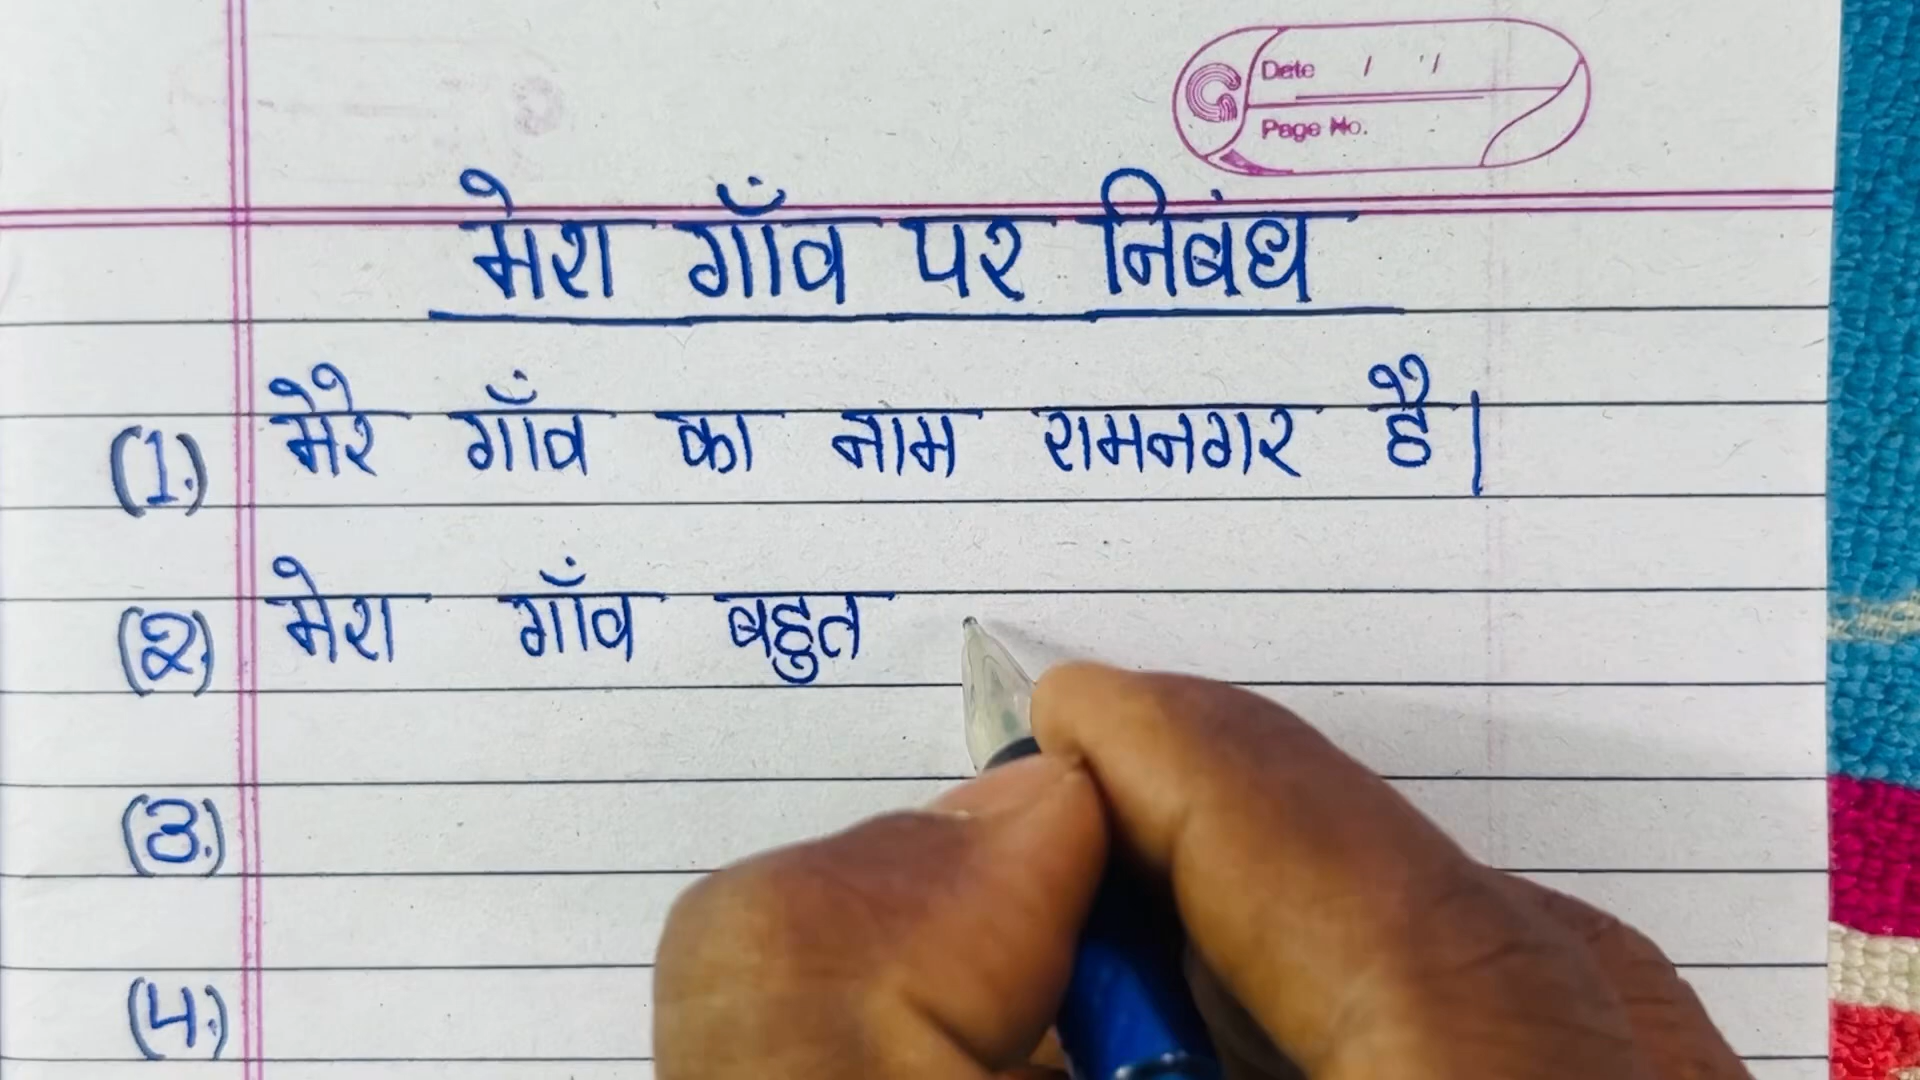 Date / /
Page No.
मेरा गाँव पर निबंध
(1.) मेरे गाँव का नाम रामनगर है|
(2.) मेरा गाँव बहुत
(3.)
(4.)